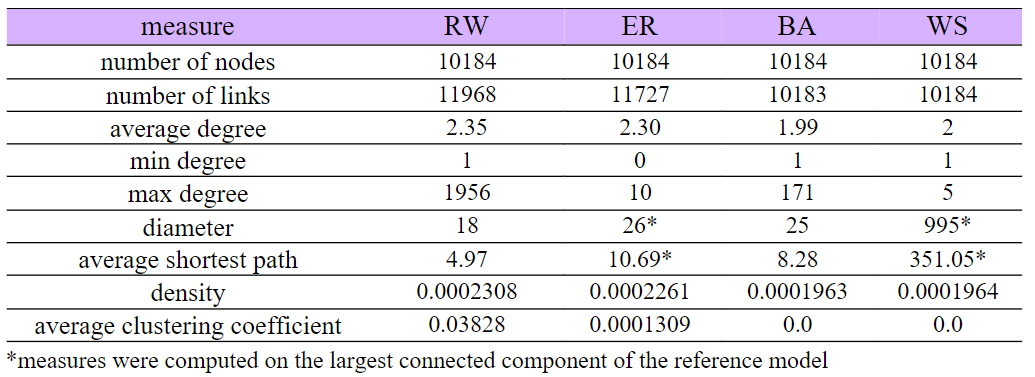 measure RW ER BA WS
number of nodes 10184 10184 10184 10184
number of links 11968 11727 10183 10184
average degree 2.35 2.30 1.99 2
min degree 1 0 1 1
max degree 1956 10 171 5
diameter 18 26* 25 995*
average shortest path 4.97 10.69* 8.28 351.05*
density 0.0002308 0.0002261 0.0001963 0.0001964
average clustering coefficient 0.03828 0.0001309 0.0 0.0
*measures were computed on the largest connected component of the reference model